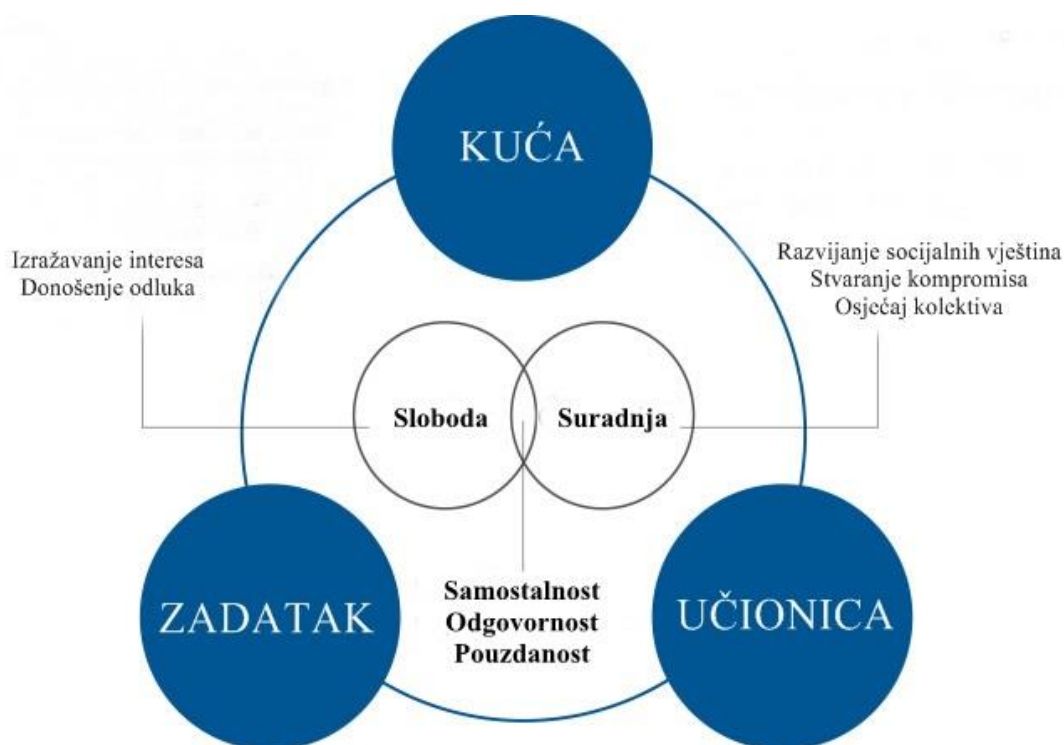 KUĆA
Izražavanje interesa
Donošenje odluka
Razvijanje socijalnih vještina
Stvaranje kompromisa
Osjećaj kolektiva
Sloboda
Suradnja
ZADATAK
Samostalnost
Odgovornost
Pouzdanost
UČIONICA